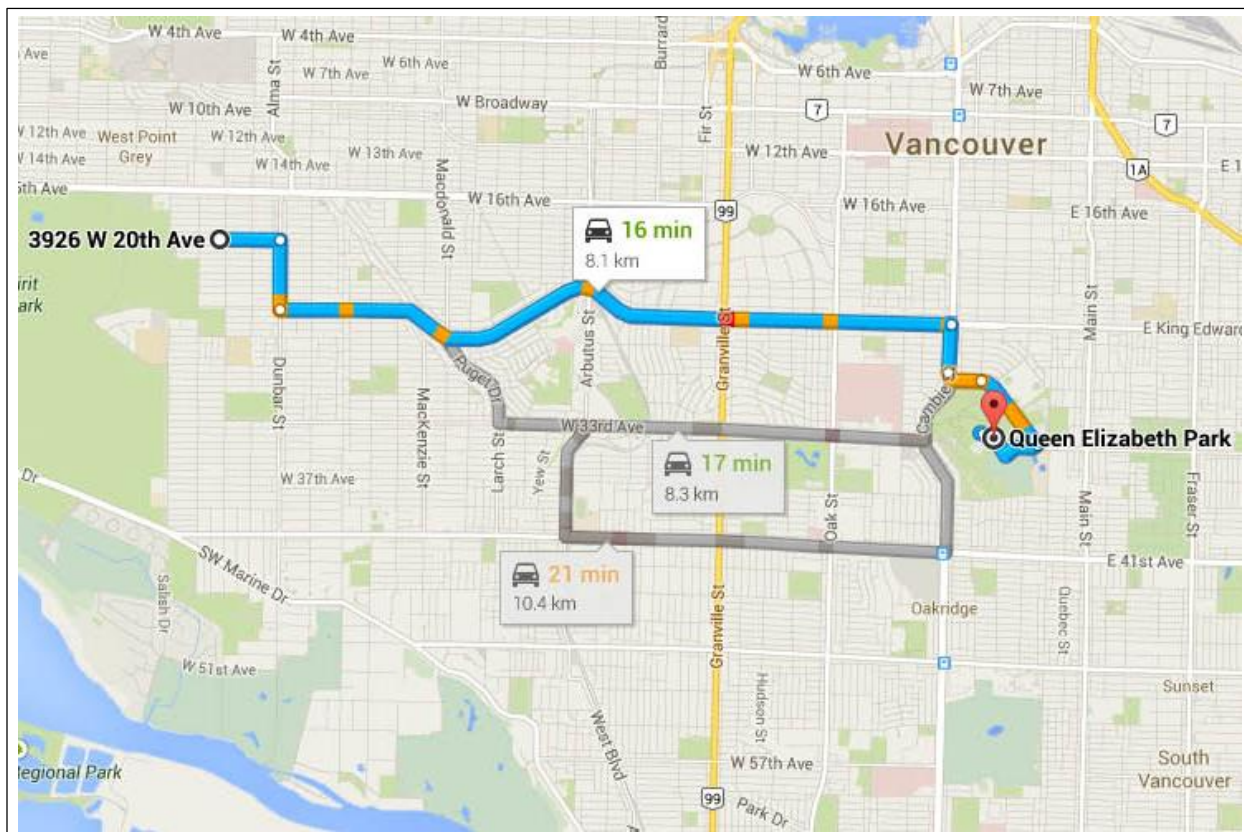 W 4th Ave
W 4th Ave
Ave
W 6th Ave
W 7th Ave
Burrard
W 6th Ave
W 7th Ave
Alma St
W Broadway
W 10th Ave
Fir St
7
7
W 12th Ave
West Point
Grey
W 12th Ave
W 13th Ave
W 14th Ave
W 14th Ave
Macdonald St
Vancouver
W 12th Ave
1A
E 1
5th Ave
W 16th Ave
99
W 16th Ave
E 16th Ave
3926 W 20th Ave
16 min
8.1 km
irit
ark
Main St
E King Edward
Dunbar St
MacKenzie St
Puget Dr
Larch St
Arbutus St
Granville St
Cambie
W 33rd Ave
Queen Elizabeth Park
17 min
8.3 km
Yew St
W 37th Ave
Oak St
Main St
Fraser St
Dr
SW Marine Dr
21 min
10.4 km
E 41st Ave
Salish Dr
Oakridge
Quebec St
Granville St
W 51st Ave
Hudson St
Sunset
West Blvd
W 57th Ave
South
Vancouver
Regional Park
99
Park Dr
A